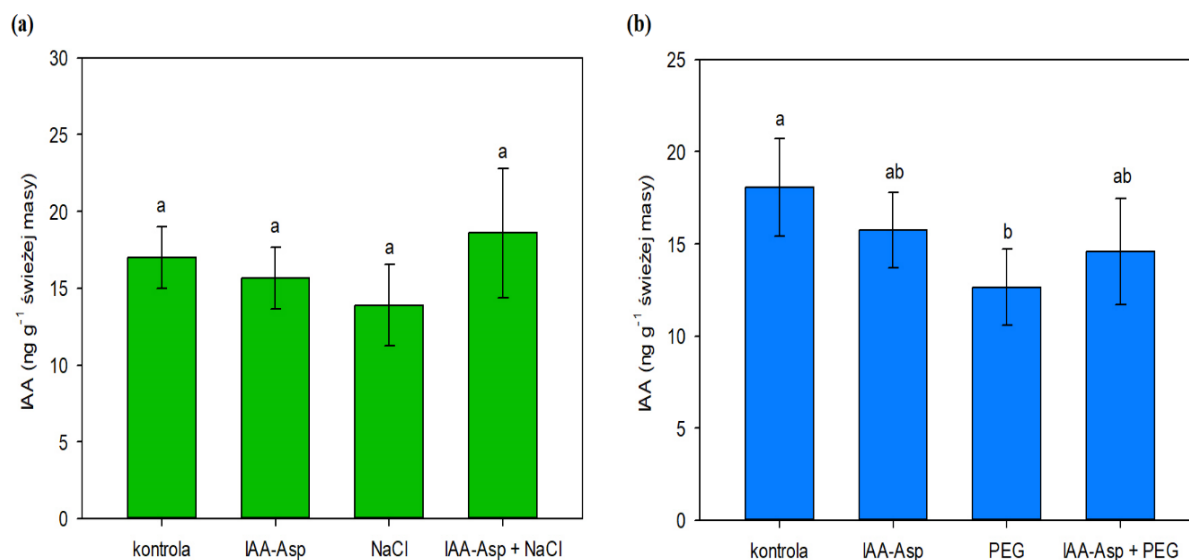 (a)
IAA (ng g⁻¹ świeżej masy)
30
25
20
15
10
5
0
a
a
a
a
kontrola
IAA-Asp
NaCl
IAA-Asp + NaCl
(b)
IAA (ng g⁻¹ świeżej masy)
25
20
15
10
5
0
a
ab
b
ab
kontrola
IAA-Asp
PEG
IAA-Asp + PEG